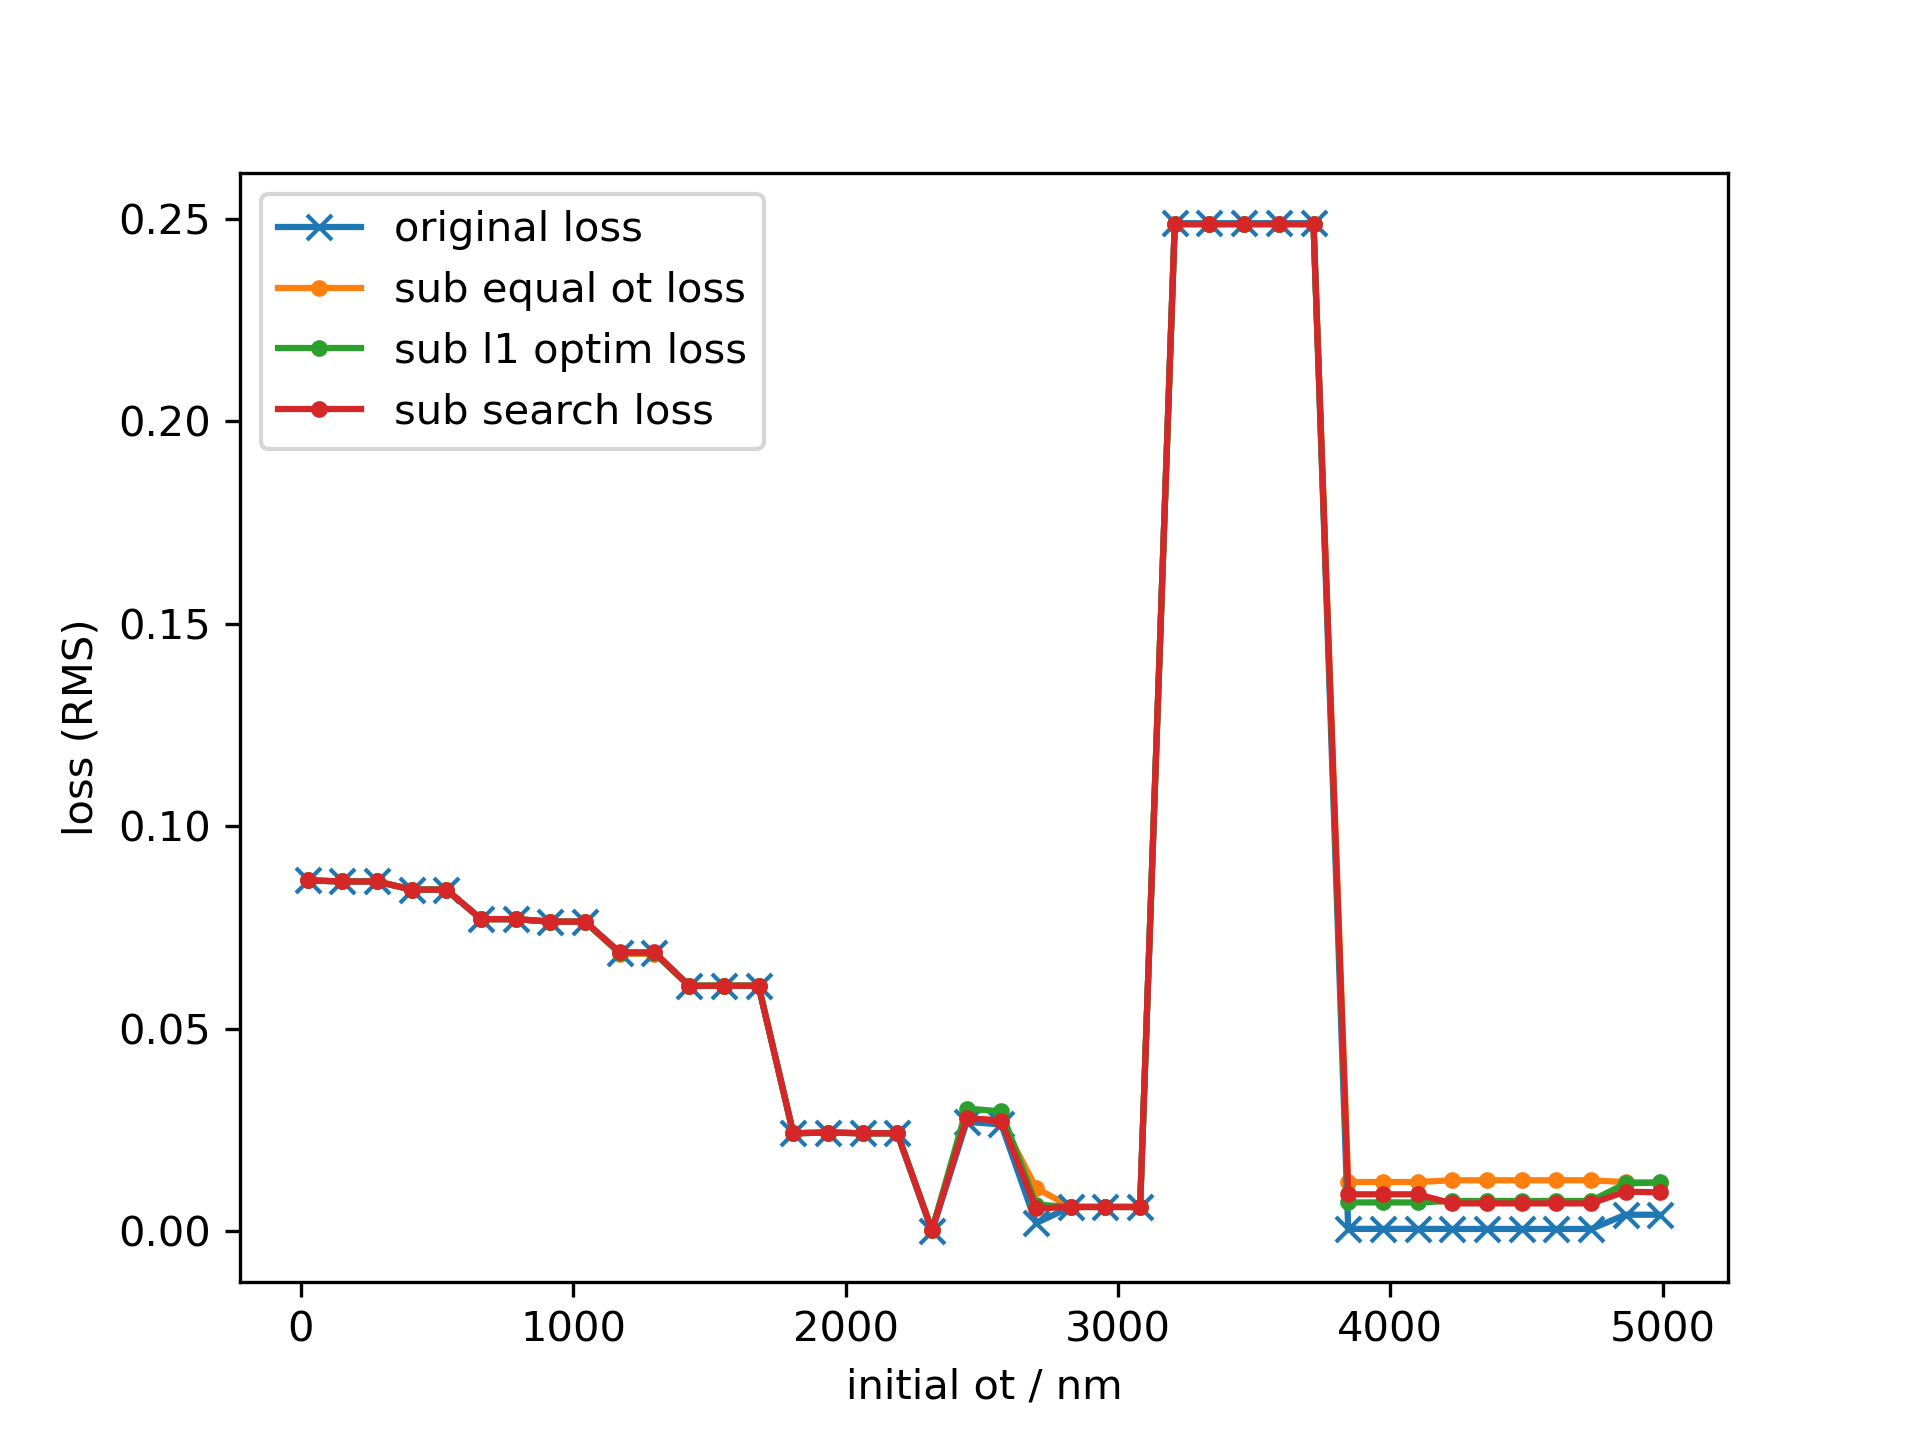 original loss
sub equal ot loss
sub l1 optim loss
sub search loss
0.25
0.20
0.15
0.10
0.05
0.00
loss (RMS)
0 1000 2000 3000 4000 5000
initial ot / nm